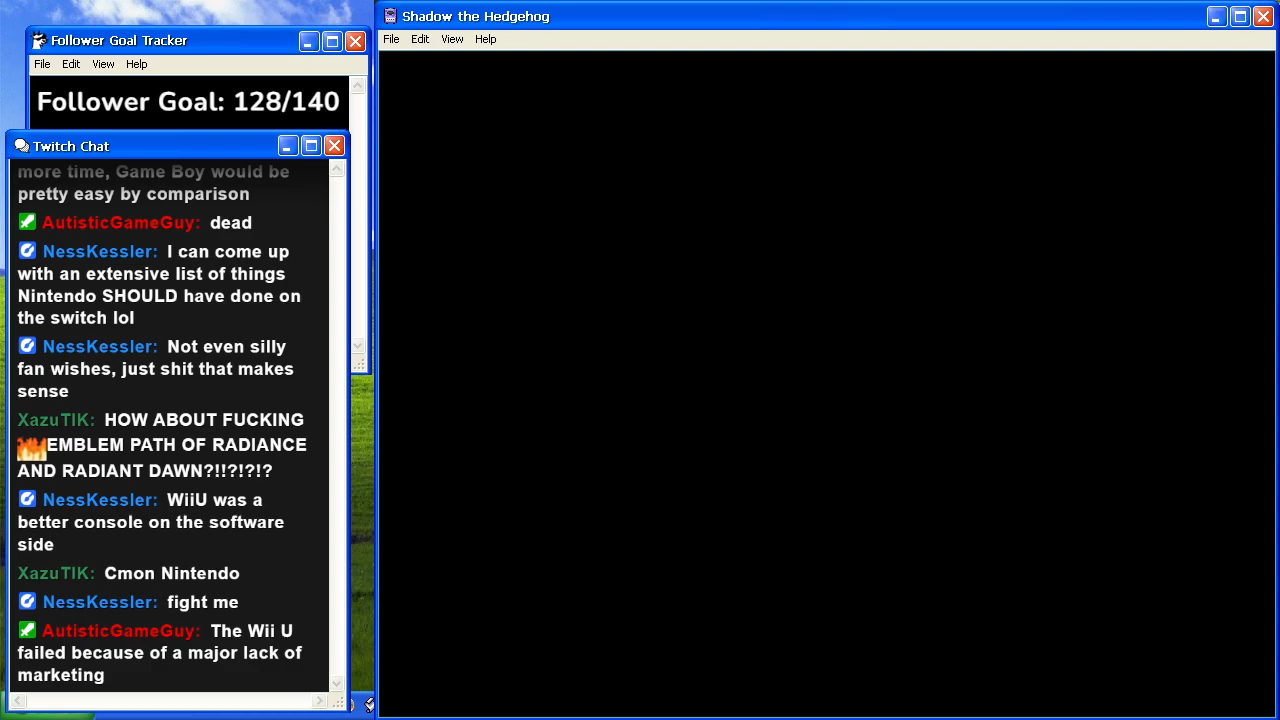 Shadow the Hedgehog
File Edit View Help
Follower Goal Tracker
File Edit View Help
Follower Goal: 128/140
Twitch Chat
more time, Game Boy would be
pretty easy by comparison
AutisticGameGuy: dead
NessKessler: I can come up
with an extensive list of things
Nintendo SHOULD have done on
the switch lol
NessKessler: Not even silly
fan wishes, just shit that makes
sense
XazuTIK: HOW ABOUT FUCKING
EMBLEM PATH OF RADIANCE
AND RADIANT DAWN?!!?!?!?
NessKessler: WiiU was a
better console on the software
side
XazuTIK: Cmon Nintendo
NessKessler: fight me
AutisticGameGuy: The Wii U
failed because of a major lack of
marketing